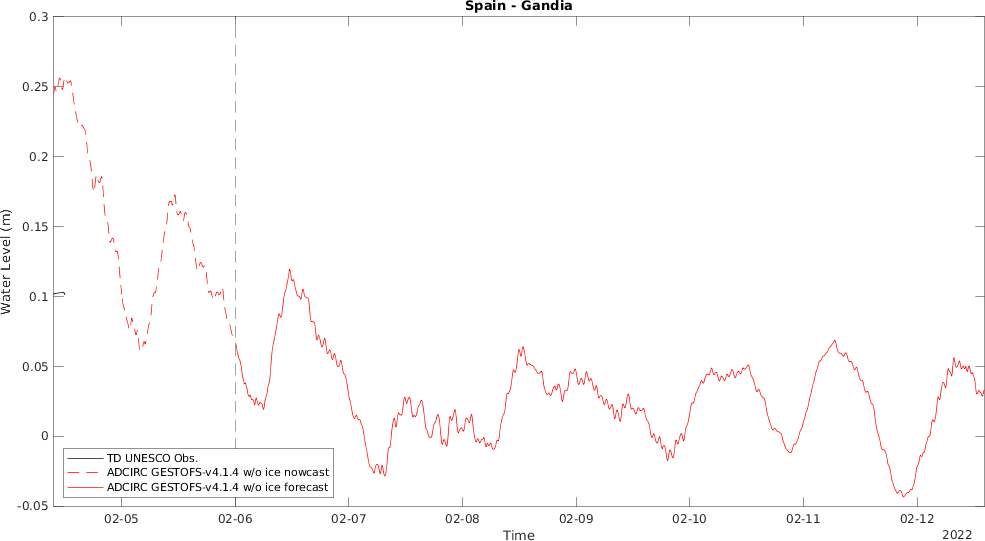 Spain - Gandia
0.3
0.25
0.2
0.15
0.1
0.05
0
-0.05
Water Level (m)
TD UNESCO Obs.
ADCIRC GESTOFS-v4.1.4 w/o ice nowcast
ADCIRC GESTOFS-v4.1.4 w/o ice forecast
02-05 02-06 02-07 02-08 02-09 02-10 02-11 02-12
Time
2022